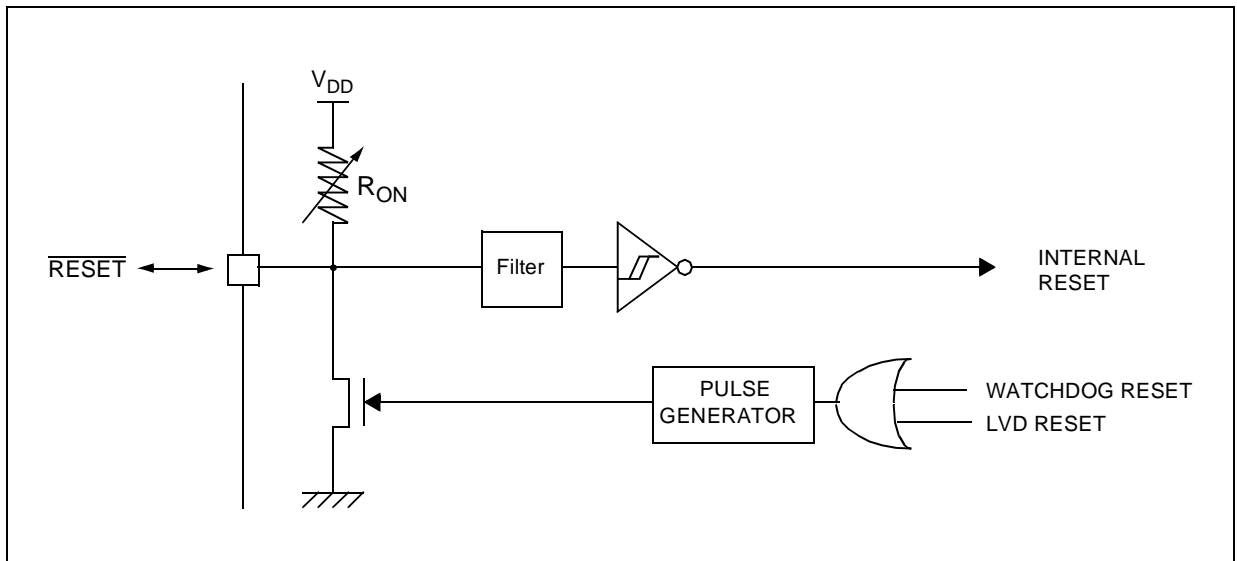 VDD
RON
RESET
Filter
INTERNAL
RESET
PULSE
GENERATOR
WATCHDOG RESET
LVD RESET